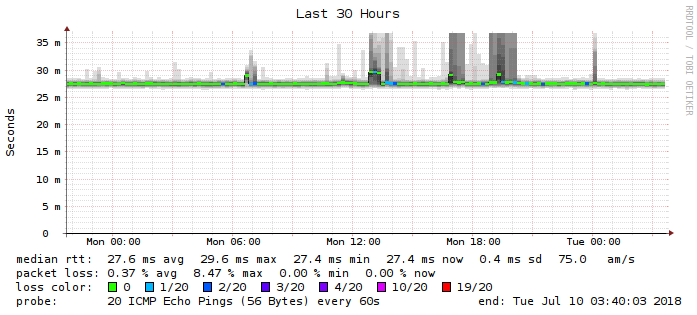 Last 30 Hours
RRDTOOL / TOBI OETIKER
Seconds
35 m
30 m
25 m
20 m
15 m
10 m
5 m
0
Mon 00:00 Mon 06:00 Mon 12:00 Mon 18:00 Tue 00:00
median rtt: 27.6 ms avg 29.6 ms max 27.4 ms min 27.4 ms now 0.4 ms sd 75.0 am/s
packet loss: 0.37 % avg 8.47 % max 0.00 % min 0.00 % now
loss color: 0 1/20 2/20 3/20 4/20 10/20 19/20
probe: 20 ICMP Echo Pings (56 Bytes) every 60s end: Tue Jul 10 03:40:03 2018